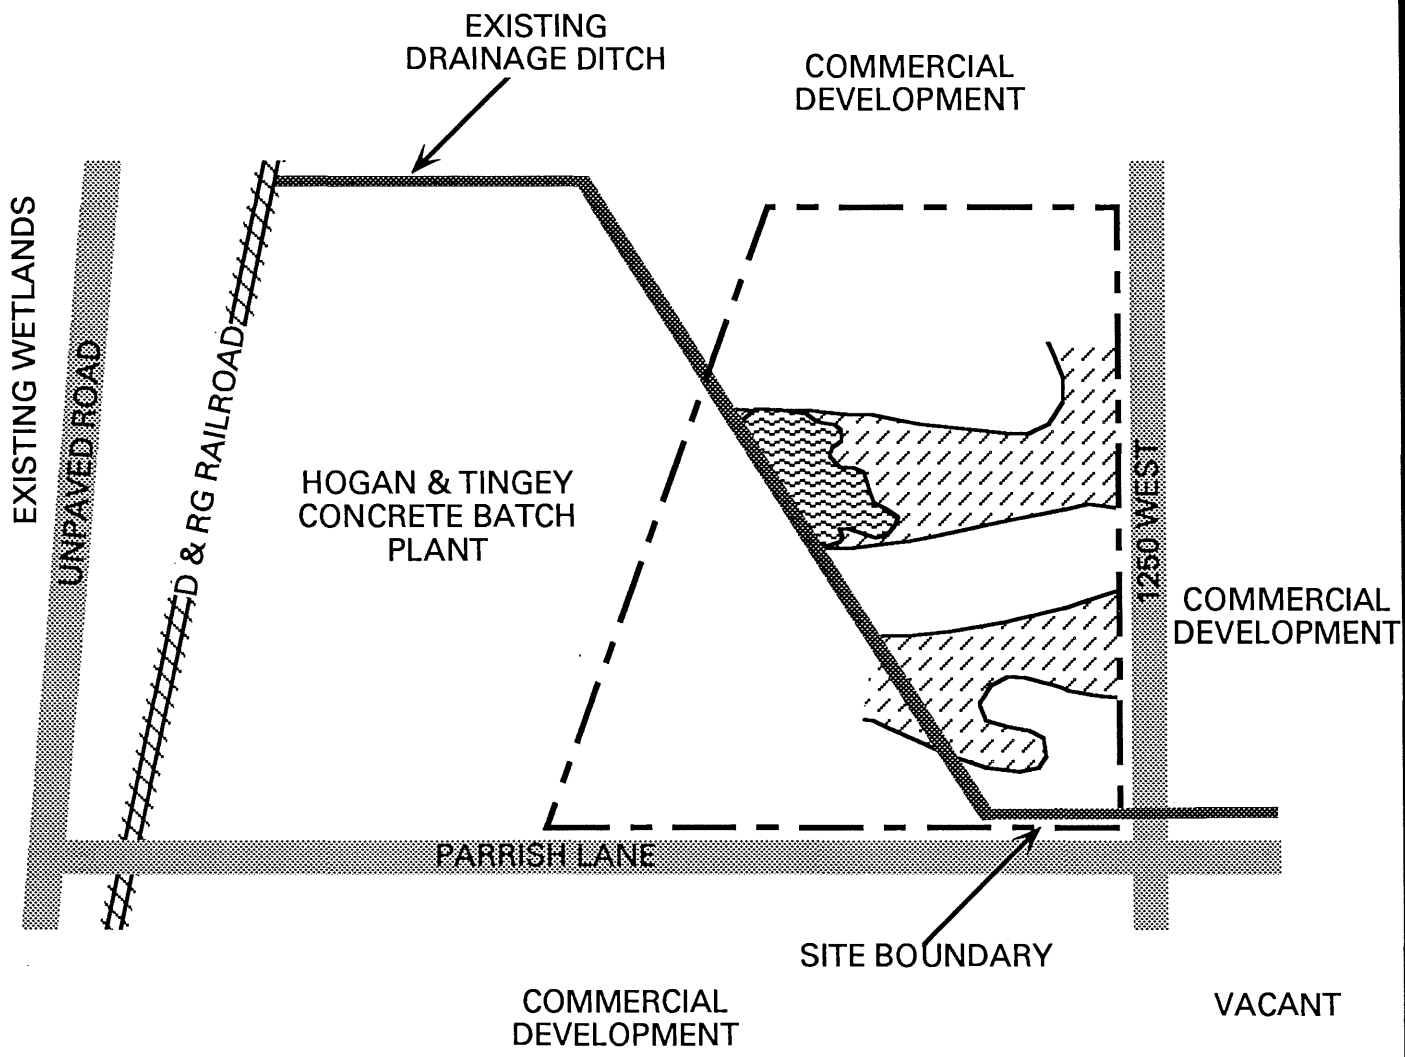 EXISTING
DRAINAGE DITCH
COMMERCIAL
DEVELOPMENT
EXISTING WETLANDS
UNPAVED ROAD
D & RG RAILROAD
HOGAN & TINGEY
CONCRETE BATCH
PLANT
1250 WEST
COMMERCIAL
DEVELOPMENT
PARRISH LANE
SITE BOUNDARY
COMMERCIAL
DEVELOPMENT
VACANT